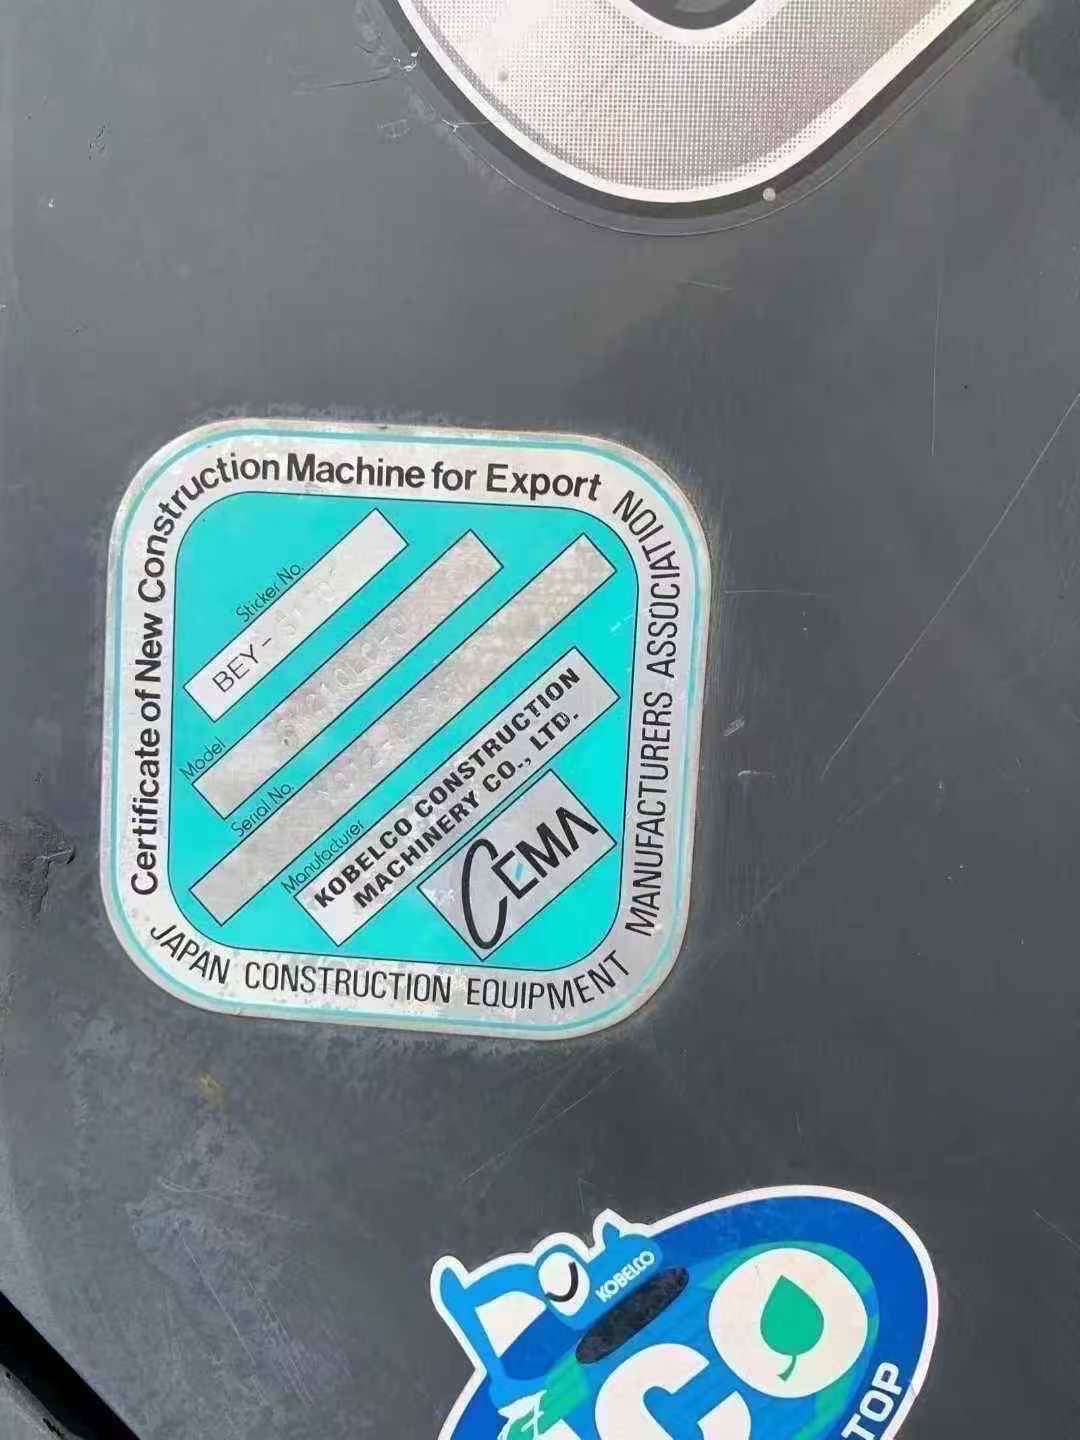 Certificate of New Construction Machine for Export
JAPAN CONSTRUCTION EQUIPMENT MANUFACTURERS ASSOCIATION
Sticker No.
BEY-
Model
Serial No.
Manufacturer
KOBELCO CONSTRUCTION
MACHINERY CO., LTD.
CEMA
KOBELCO
TOP